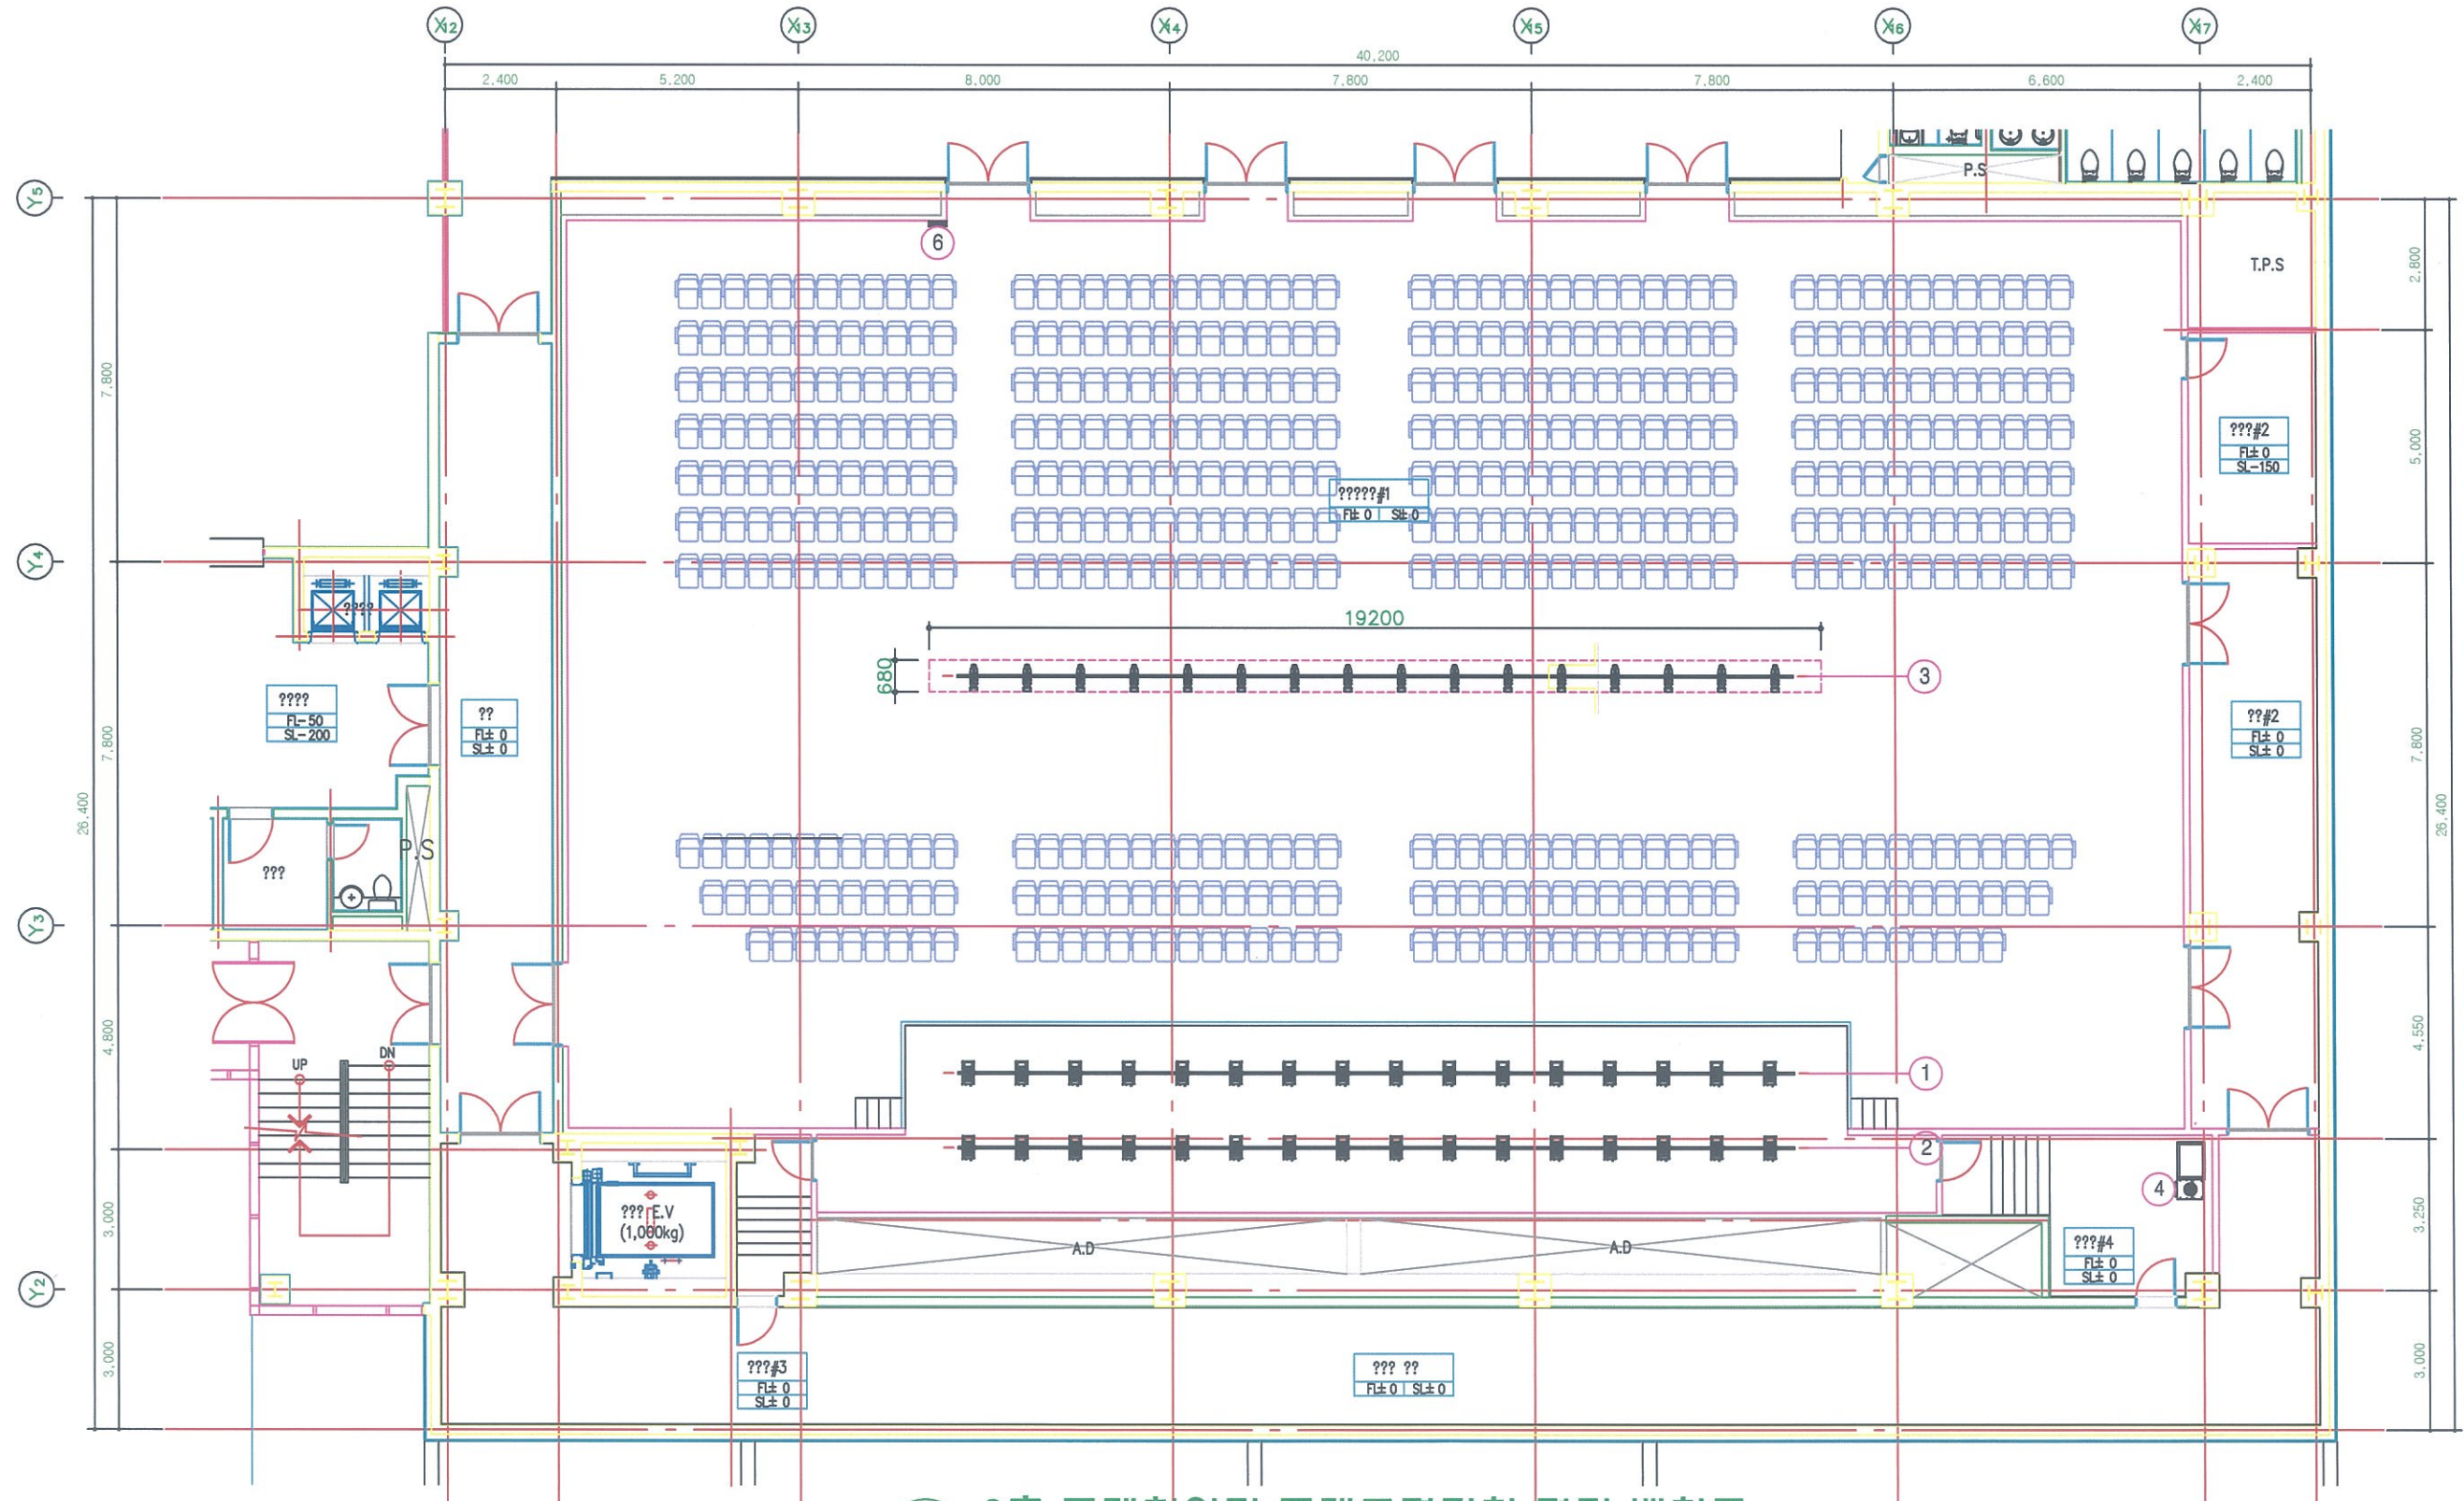 X12 X13 X14 X15 X16 X17
40,200
2,400 5,200 8,000 7,800 7,800 6,600 2,400
P.S
Y5
6
T.P.S
2,800
7,800
???#2
FL± 0
SL-150
5,000
?????#1
FL± 0 SL± 0
Y4
????
19200
680
3
????
FL-50
SL-200
??
FL± 0
SL± 0
??#2
FL± 0
SL± 0
7,800
7,800
26,400
26,400
P.S
???
Y3
4,800
4,550
UP
DN
1
2
4
??? E.V
(1,000kg)
3,000
3,250
A.D
A.D
???#4
FL± 0
SL± 0
Y2
3,000
3,000
???#3
FL± 0
SL± 0
??? ??
FL± 0 SL± 0